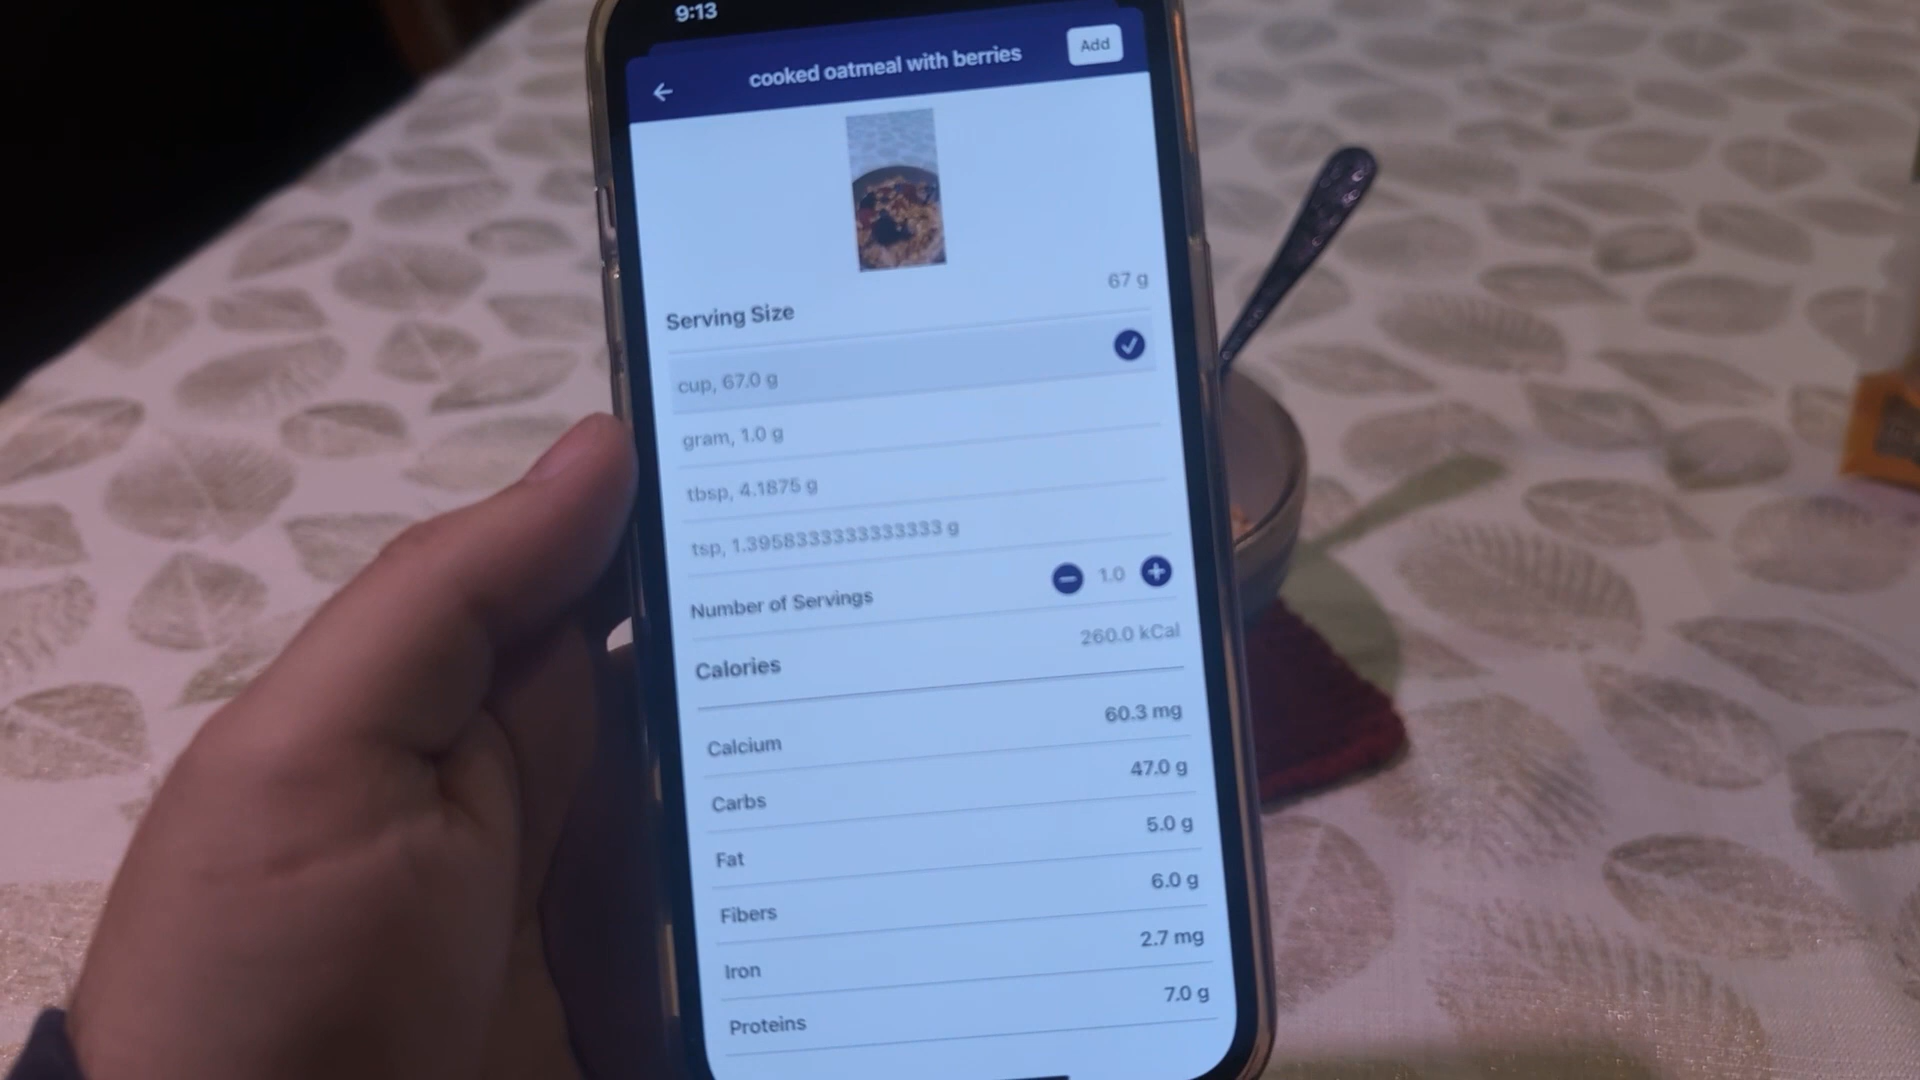 9:13
cooked oatmeal with berries
Add
Serving Size
67 g
cup, 67.0 g
gram, 1.0 g
tbsp, 4.1875 g
tsp, 1.3958333333333333 g
Number of Servings
1.0
Calories
260.0 kCal
Calcium
60.3 mg
Carbs
47.0 g
Fat
5.0 g
Fibers
6.0 g
Iron
2.7 mg
Proteins
7.0 g